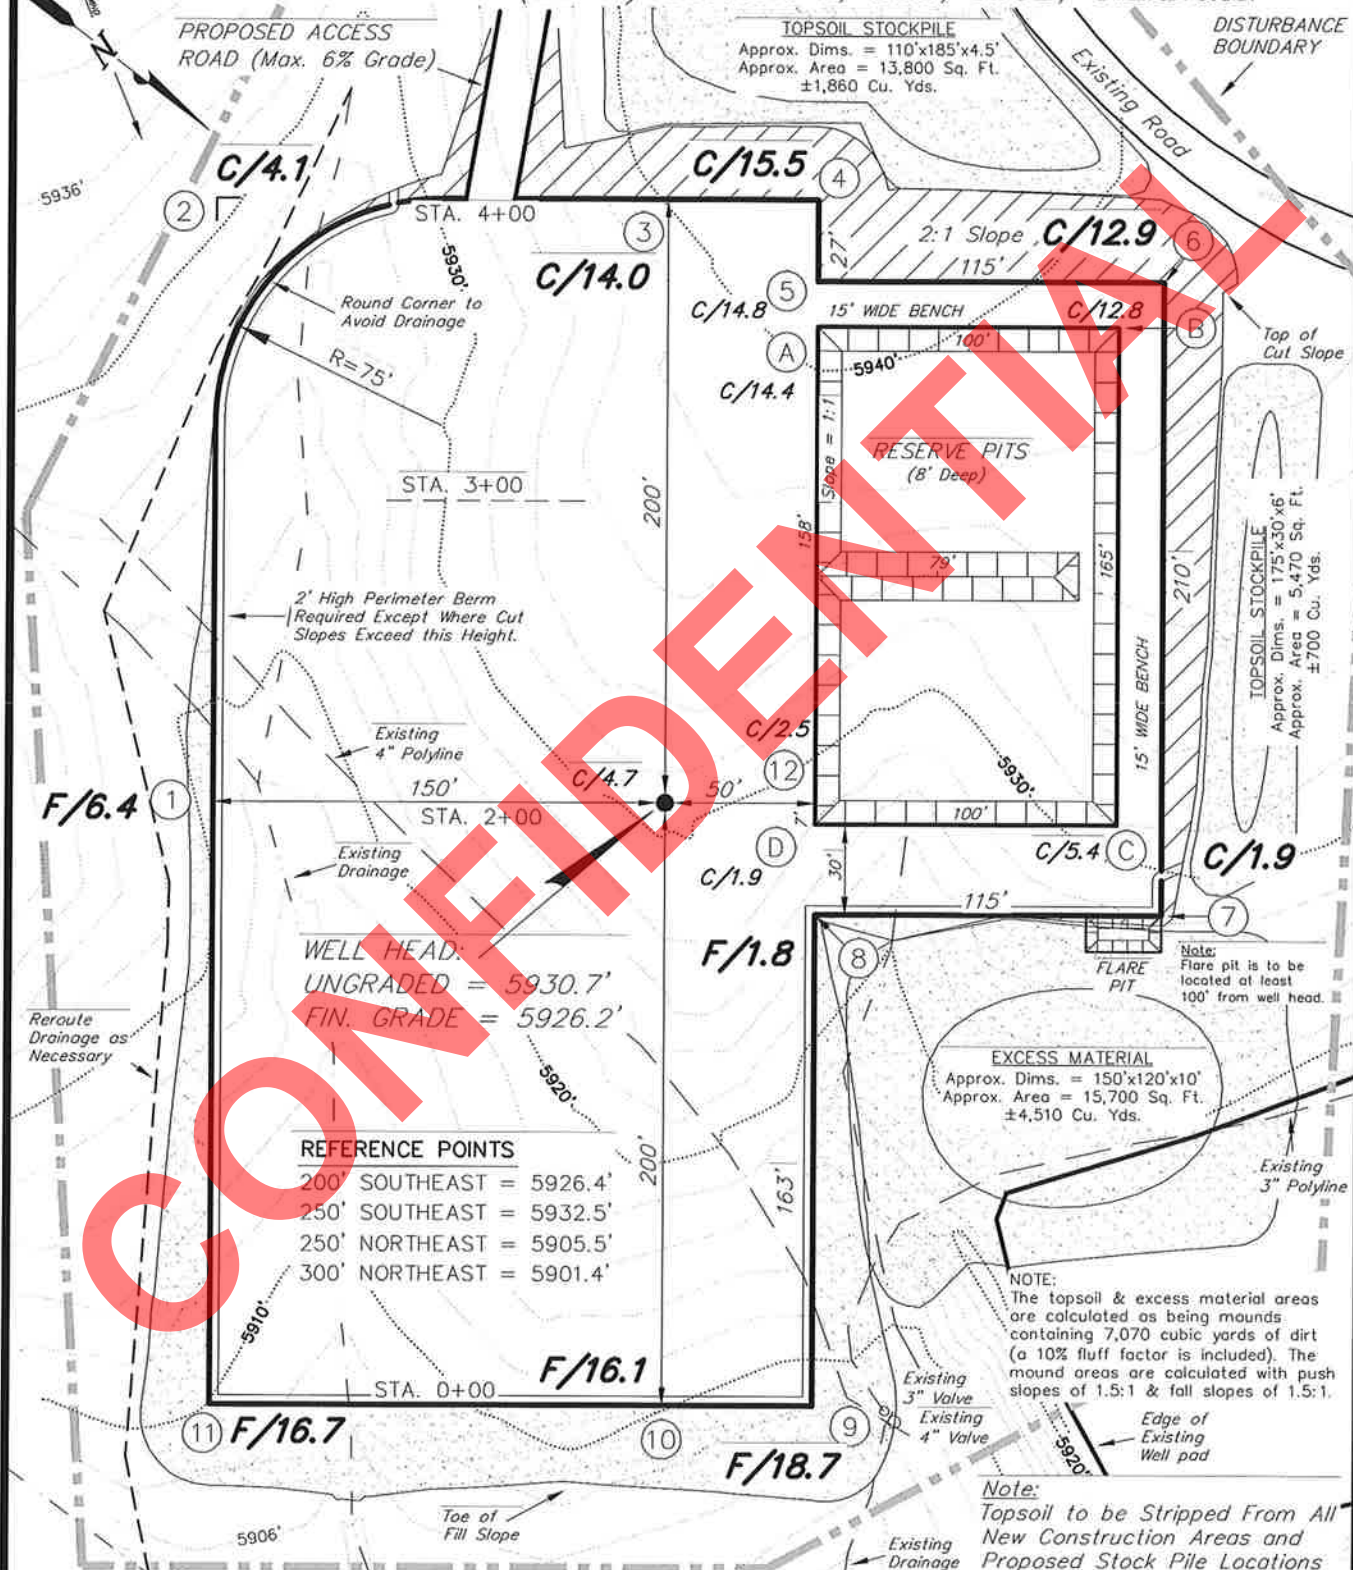 N
PROPOSED ACCESS
ROAD (Max. 6% Grade)
TOPSOIL STOCKPILE
Approx. Dims. = 110'x185'x4.5'
Approx. Area = 13,800 Sq. Ft.
±1,860 Cu. Yds.
DISTURBANCE
BOUNDARY
Existing Road
5936'
C/4.1
2
STA. 4+00
3
C/14.0
5930'
C/15.5
4
27'
2:1 Slope
C/12.9
6
115'
5
C/14.8
15' WIDE BENCH
C/12.8
B
A
100'
5940'
C/14.4
Top of
Cut Slope
Round Corner to
Avoid Drainage
R=75'
STA. 3+00
200'
Slope = 1:1
RESERVE PITS
(8' Deep)
158'
79'
165'
210'
15' WIDE BENCH
TOPSOIL STOCKPILE
Approx. Dims. = 175'x30'x6'
Approx. Area = 5,470 Sq. Ft.
±700 Cu. Yds.
2' High Perimeter Berm
Required Except Where Cut
Slopes Exceed this Height.
Existing
4" Polyline
C/2.5
12
5930'
F/6.4
1
150'
STA. 2+00
C/4.7
50'
7'
100'
D
C/1.9
30'
C/5.4
C
C/1.9
Existing
Drainage
115'
7
F/1.8
8
FLARE
PIT
Note:
Flare pit is to be
located at least
100' from well head.
WELL HEAD:
UNGRADED = 5930.7'
FIN. GRADE = 5926.2'
Reroute
Drainage as
Necessary
5920'
EXCESS MATERIAL
Approx. Dims. = 150'x120'x10'
Approx. Area = 15,700 Sq. Ft.
±4,510 Cu. Yds.
REFERENCE POINTS
200' SOUTHEAST = 5926.4'
250' SOUTHEAST = 5932.5'
250' NORTHEAST = 5905.5'
300' NORTHEAST = 5901.4'
200'
163'
Existing
3" Polyline
5910'
NOTE:
The topsoil & excess material areas
are calculated as being mounds
containing 7,070 cubic yards of dirt
(a 10% fluff factor is included). The
mound areas are calculated with push
slopes of 1.5:1 & fall slopes of 1.5:1.
STA. 0+00
F/16.1
Existing
3" Valve
Existing
4" Valve
11
F/16.7
10
9
F/18.7
Edge of
Existing
Well pad
5920'
Toe of
Fill Slope
5906'
Existing
Drainage
Note:
Topsoil to be Stripped From All
New Construction Areas and
Proposed Stock Pile Locations
CONFIDENTIAL